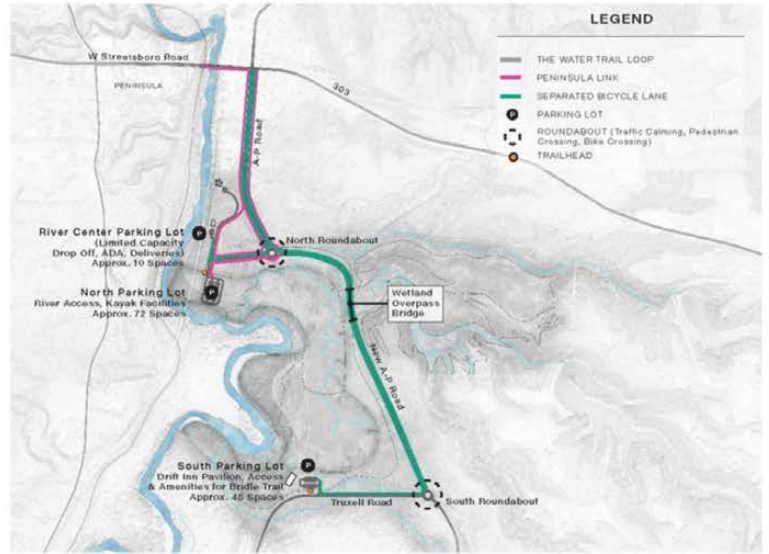 LEGEND
THE WATER TRAIL LOOP
PENINSULA LINK
SEPARATED BICYCLE LANE
P
PARKING LOT
ROUNDABOUT (Traffic Calming, Pedestrian
Crossing, Bike Crossing)
TRAILHEAD
W Streetsboro Road
PENINSULA
303
A-P Road
River Center Parking Lot
(Limited Capacity
Drop Off, ADA, Deliveries)
Approx. 10 Spaces
P
North Roundabout
North Parking Lot
River Access, Kayak Facilities
Approx. 72 Spaces
P
Wetland
Overpass
Bridge
New A-P Road
South Parking Lot
Drift Inn Pavilion, Access
& Amenities for Bridle Trail
Approx. 45 Spaces
P
Truxell Road
South Roundabout